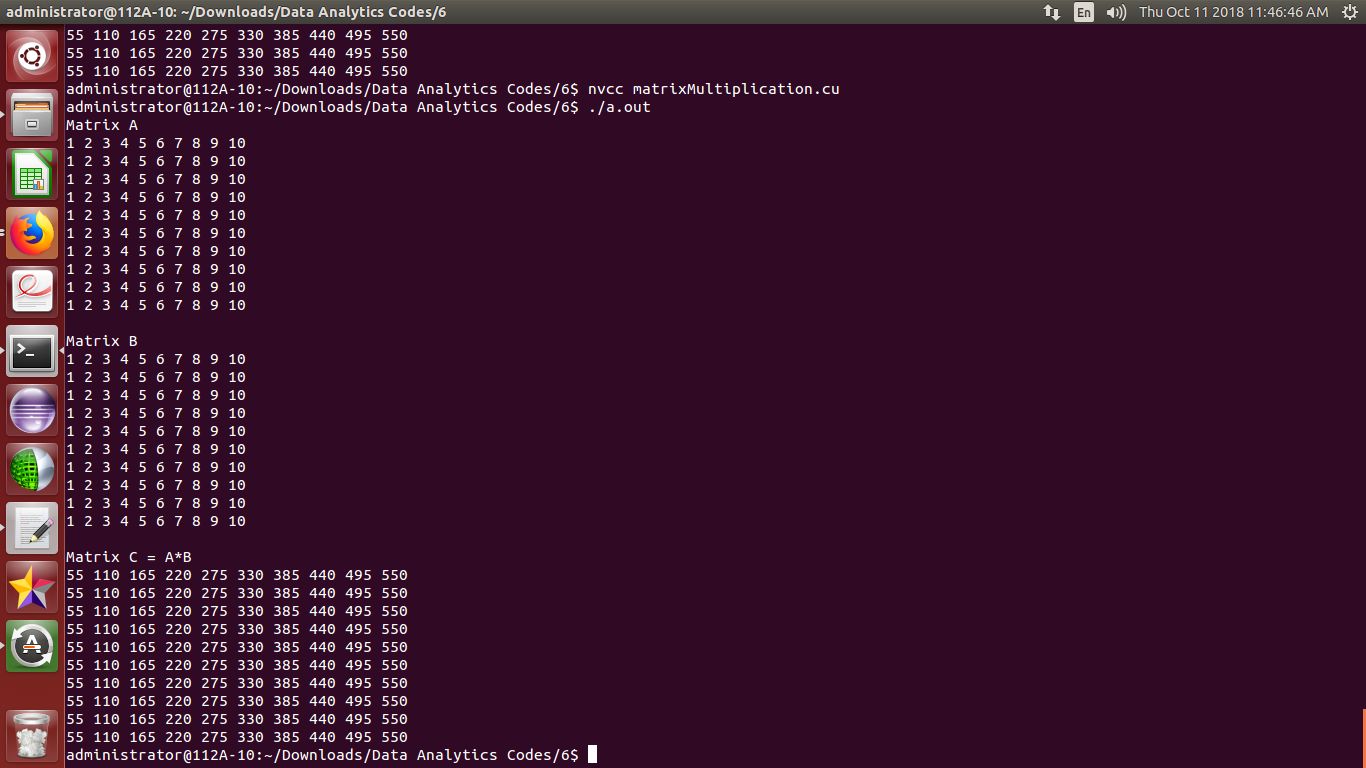 administrator@112A-10: ~/Downloads/Data Analytics Codes/6 En Thu Oct 11 2018 11:46:46 AM
55 110 165 220 275 330 385 440 495 550
55 110 165 220 275 330 385 440 495 550
55 110 165 220 275 330 385 440 495 550
administrator@112A-10:~/Downloads/Data Analytics Codes/6$ nvcc matrixMultiplication.cu
administrator@112A-10:~/Downloads/Data Analytics Codes/6$ ./a.out
Matrix A
1 2 3 4 5 6 7 8 9 10
1 2 3 4 5 6 7 8 9 10
1 2 3 4 5 6 7 8 9 10
1 2 3 4 5 6 7 8 9 10
1 2 3 4 5 6 7 8 9 10
1 2 3 4 5 6 7 8 9 10
1 2 3 4 5 6 7 8 9 10
1 2 3 4 5 6 7 8 9 10
1 2 3 4 5 6 7 8 9 10
1 2 3 4 5 6 7 8 9 10
Matrix B
1 2 3 4 5 6 7 8 9 10
1 2 3 4 5 6 7 8 9 10
1 2 3 4 5 6 7 8 9 10
1 2 3 4 5 6 7 8 9 10
1 2 3 4 5 6 7 8 9 10
1 2 3 4 5 6 7 8 9 10
1 2 3 4 5 6 7 8 9 10
1 2 3 4 5 6 7 8 9 10
1 2 3 4 5 6 7 8 9 10
1 2 3 4 5 6 7 8 9 10
Matrix C = A*B
55 110 165 220 275 330 385 440 495 550
55 110 165 220 275 330 385 440 495 550
55 110 165 220 275 330 385 440 495 550
55 110 165 220 275 330 385 440 495 550
55 110 165 220 275 330 385 440 495 550
55 110 165 220 275 330 385 440 495 550
55 110 165 220 275 330 385 440 495 550
55 110 165 220 275 330 385 440 495 550
55 110 165 220 275 330 385 440 495 550
55 110 165 220 275 330 385 440 495 550
administrator@112A-10:~/Downloads/Data Analytics Codes/6$